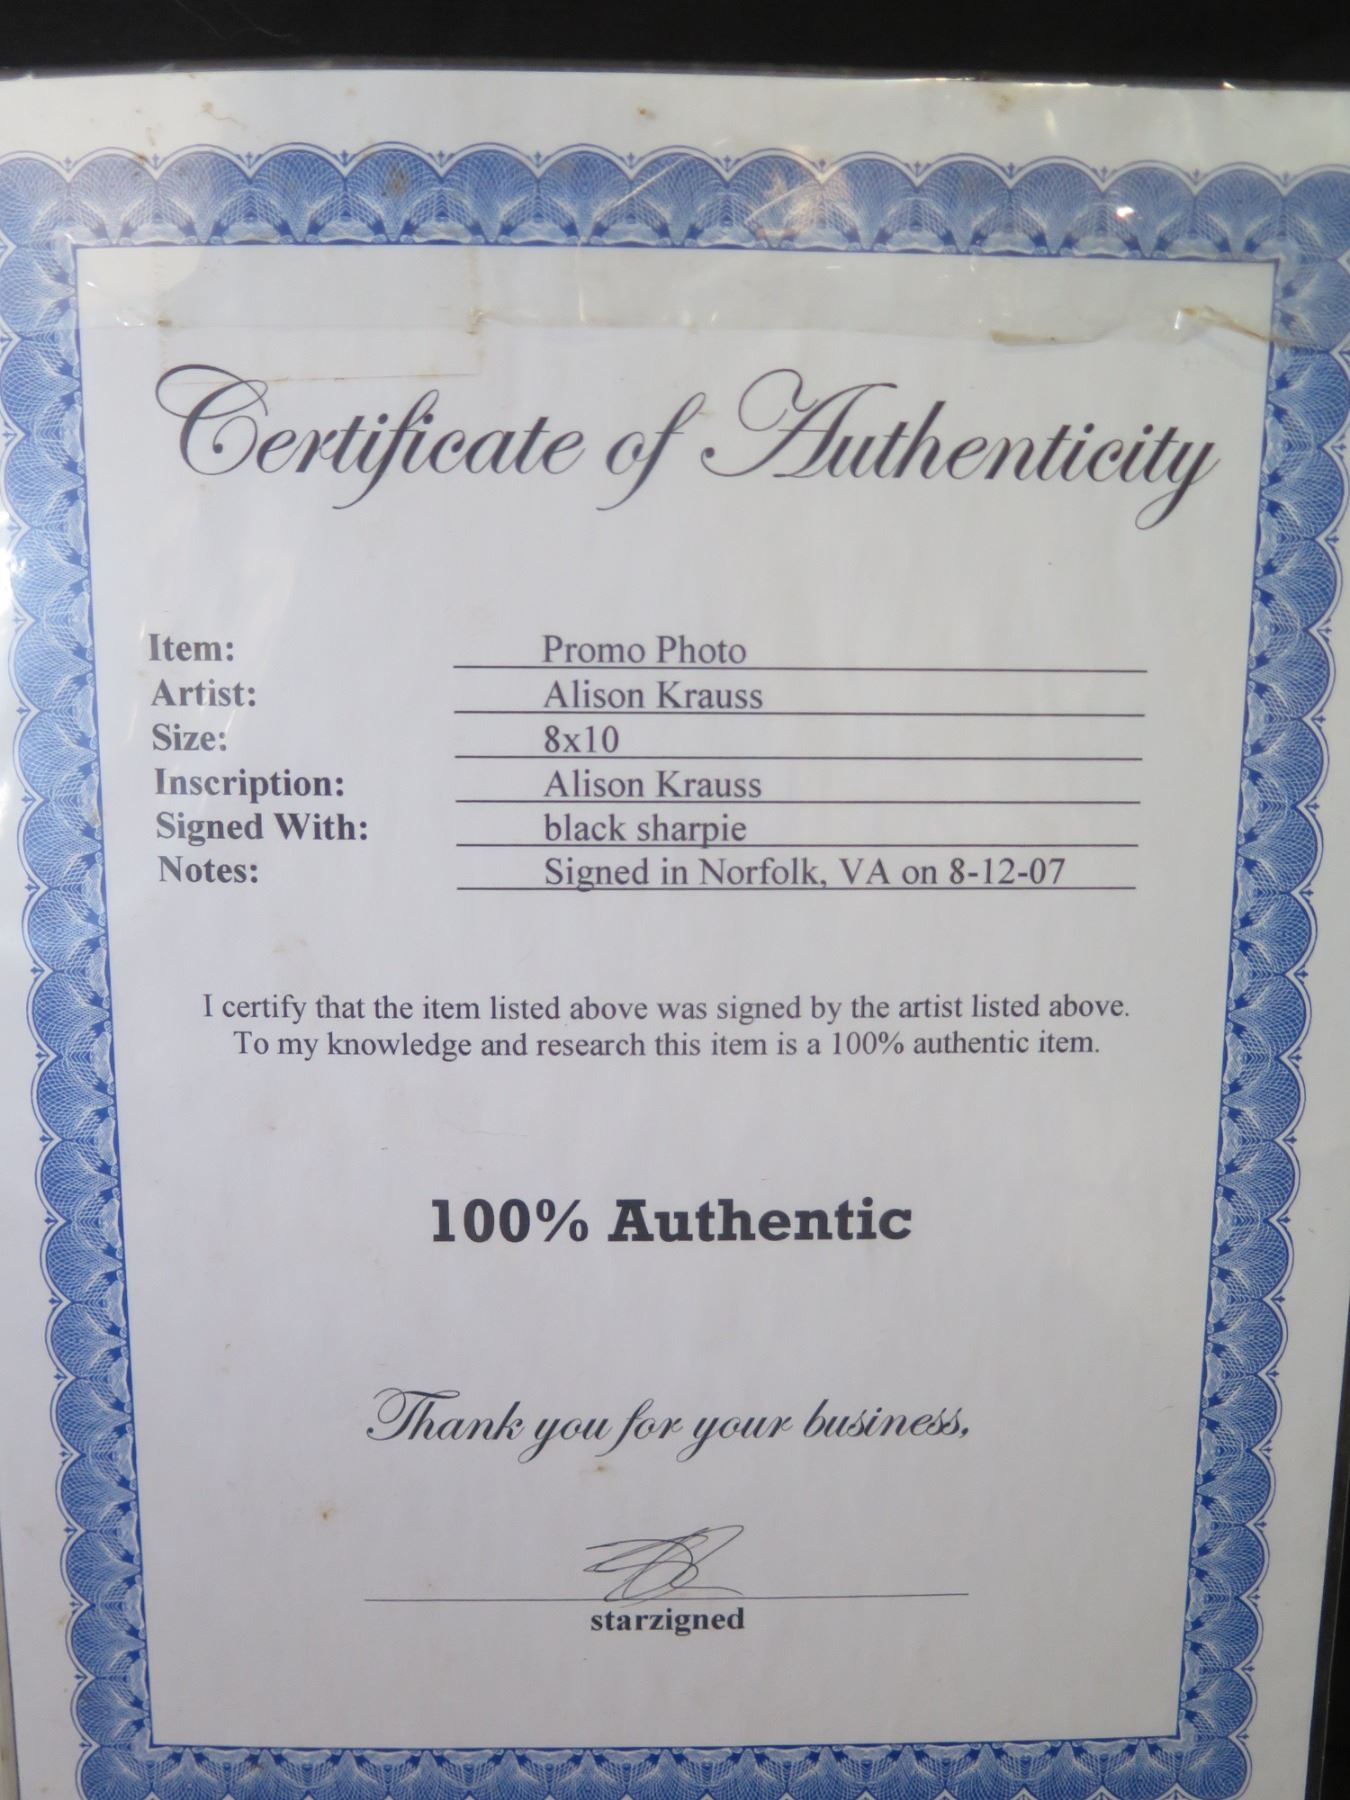 Certificate of Authenticity
Item: Promo Photo
Artist: Alison Krauss
Size: 8x10
Inscription: Alison Krauss
Signed With: black sharpie
Notes: Signed in Norfolk, VA on 8-12-07
I certify that the item listed above was signed by the artist listed above.
To my knowledge and research this item is a 100% authentic item.
100% Authentic
Thank you for your business,
starzigned